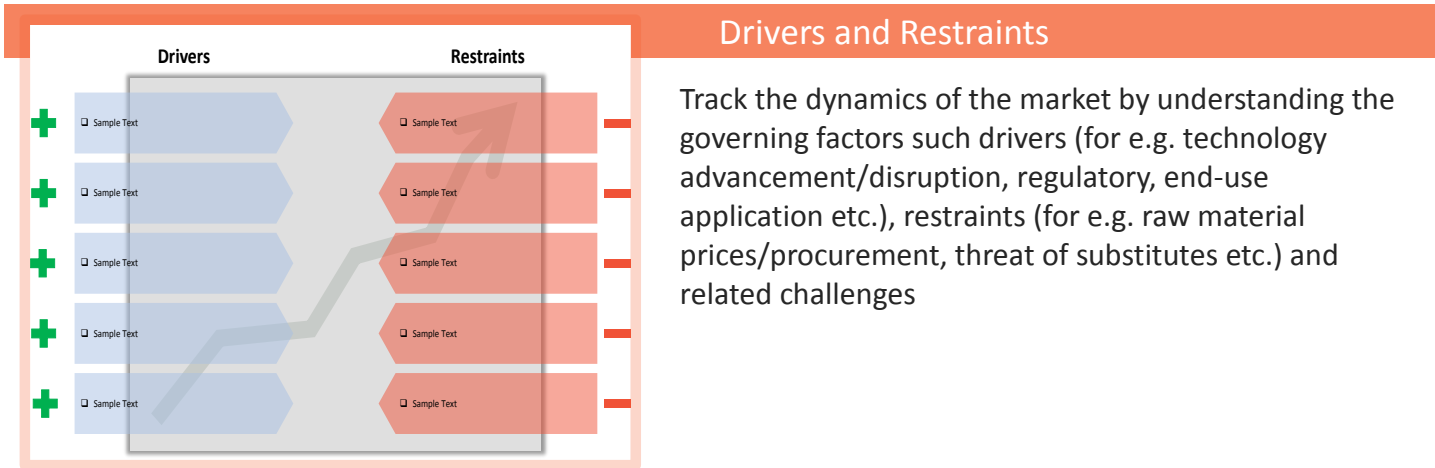 Drivers and Restraints
Drivers
Restraints
❑ Sample Text
❑ Sample Text
❑ Sample Text
❑ Sample Text
❑ Sample Text
❑ Sample Text
❑ Sample Text
❑ Sample Text
❑ Sample Text
❑ Sample Text
Track the dynamics of the market by understanding the
governing factors such drivers (for e.g. technology
advancement/disruption, regulatory, end-use
application etc.), restraints (for e.g. raw material
prices/procurement, threat of substitutes etc.) and
related challenges